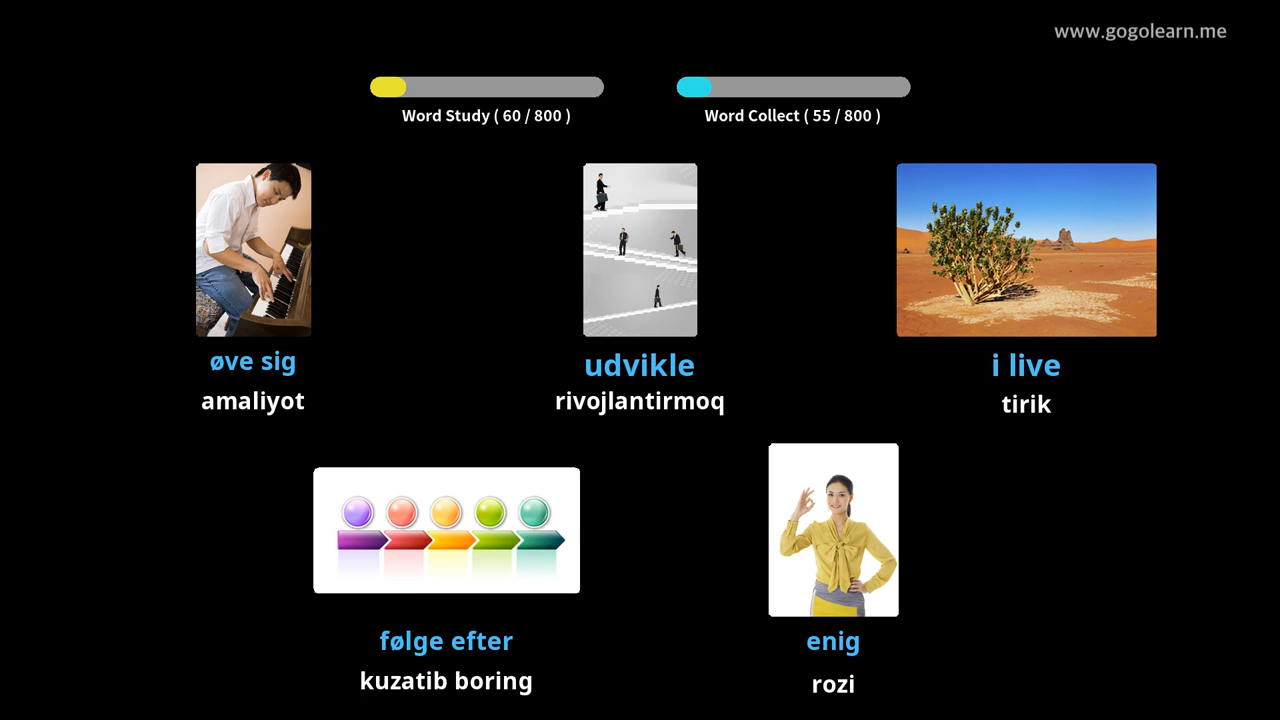 www.gogolearn.me
Word Study ( 60 / 800 )
Word Collect ( 55 / 800 )
øve sig
amaliyot
udvikle
rivojlantirmoq
i live
tirik
følge efter
kuzatib boring
enig
rozi